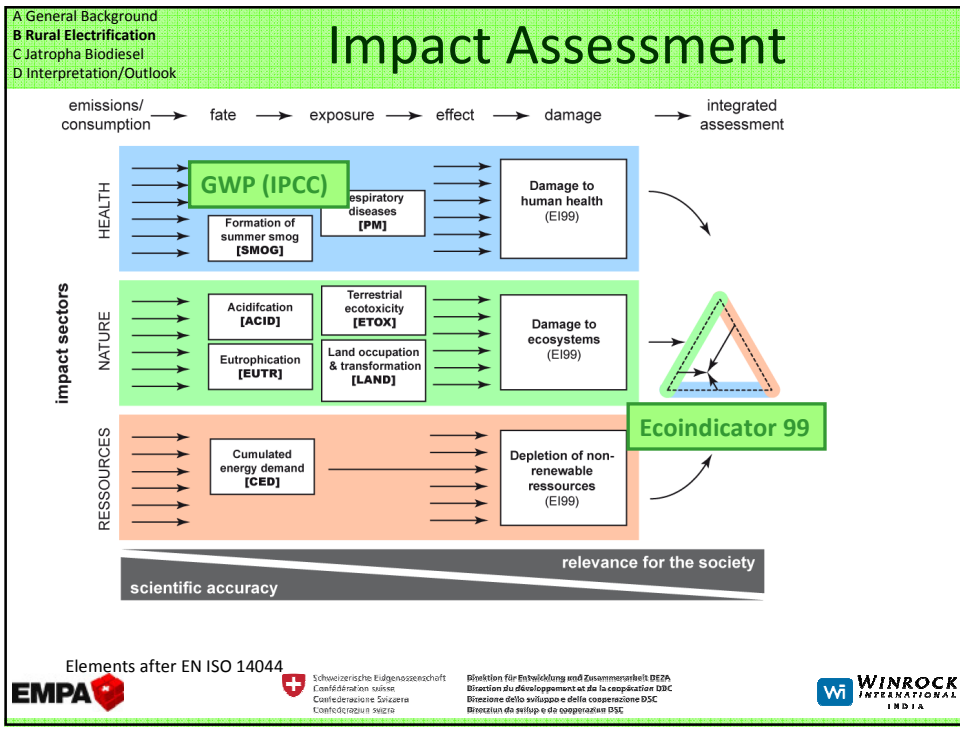 A General Background
B Rural Electrification
C Jatropha Biodiesel
D Interpretation/Outlook
Impact Assessment
emissions/
consumption
fate
exposure
effect
damage
integrated
assessment
impact sectors
HEALTH
GWP (IPCC)
espiratory
diseases
[PM]
Formation of
summer smog
[SMOG]
Damage to
human health
(EI99)
NATURE
Acidifcation
[ACID]
Terrestrial
ecotoxicity
[ETOX]
Eutrophication
[EUTR]
Land occupation
& transformation
[LAND]
Damage to
ecosystems
(EI99)
Ecoindicator 99
RESSOURCES
Cumulated
energy demand
[CED]
Depletion of non-
renewable
ressources
(EI99)
relevance for the society
scientific accuracy
Elements after EN ISO 14044
EMPA
Schweizerische Eidgenossenschaft
Confédération suisse
Confederazione Svizzera
Confederaziun svizra
Direktion für Entwicklung und Zusammenarbeit DEZA
Direction du développement et de la coopération DDC
Direzione dello sviluppo e della cooperazione DSC
Direcziun da svilup e da cooperaziun DSC
Wi WINROCK
INTERNATIONAL
INDIA